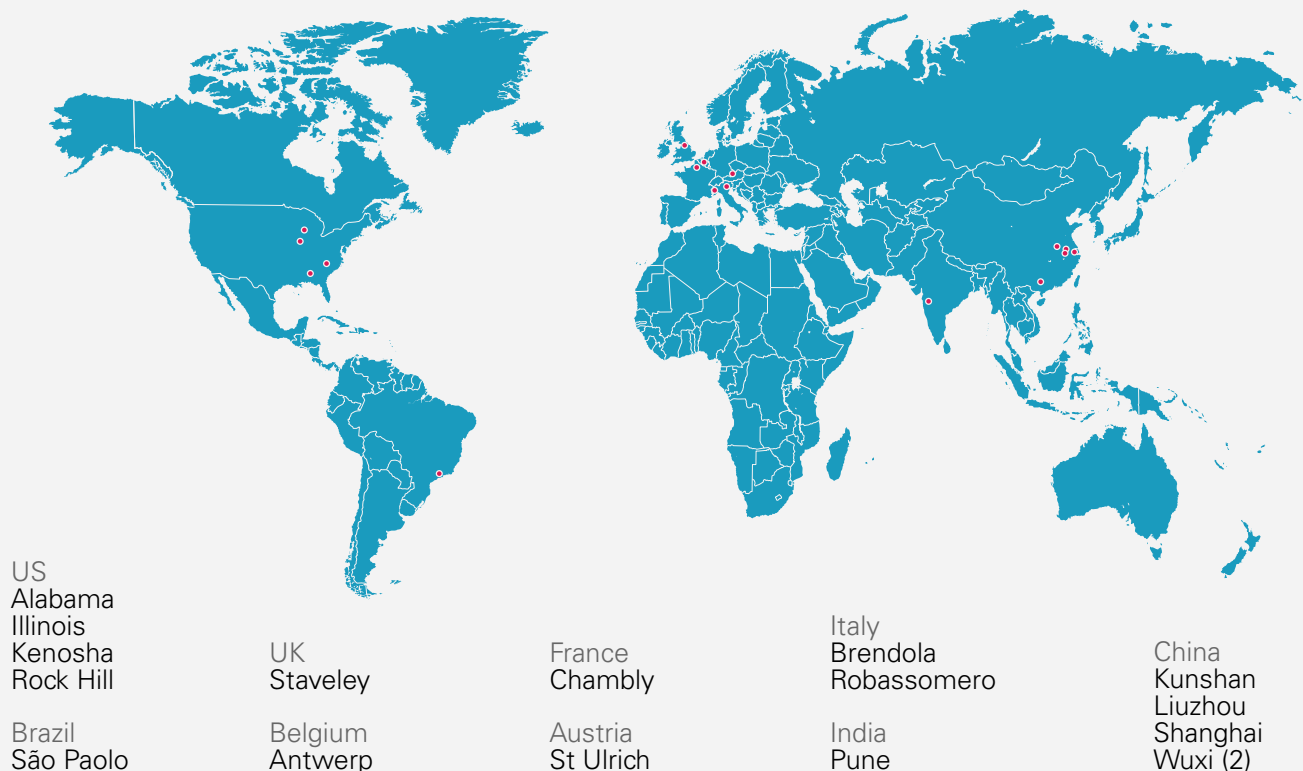 US
Alabama
Illinois
Kenosha
Rock Hill
Brazil
São Paolo
UK
Staveley
Belgium
Antwerp
France
Chambly
Austria
St Ulrich
Italy
Brendola
Robassomero
India
Pune
China
Kunshan
Liuzhou
Shanghai
Wuxi (2)